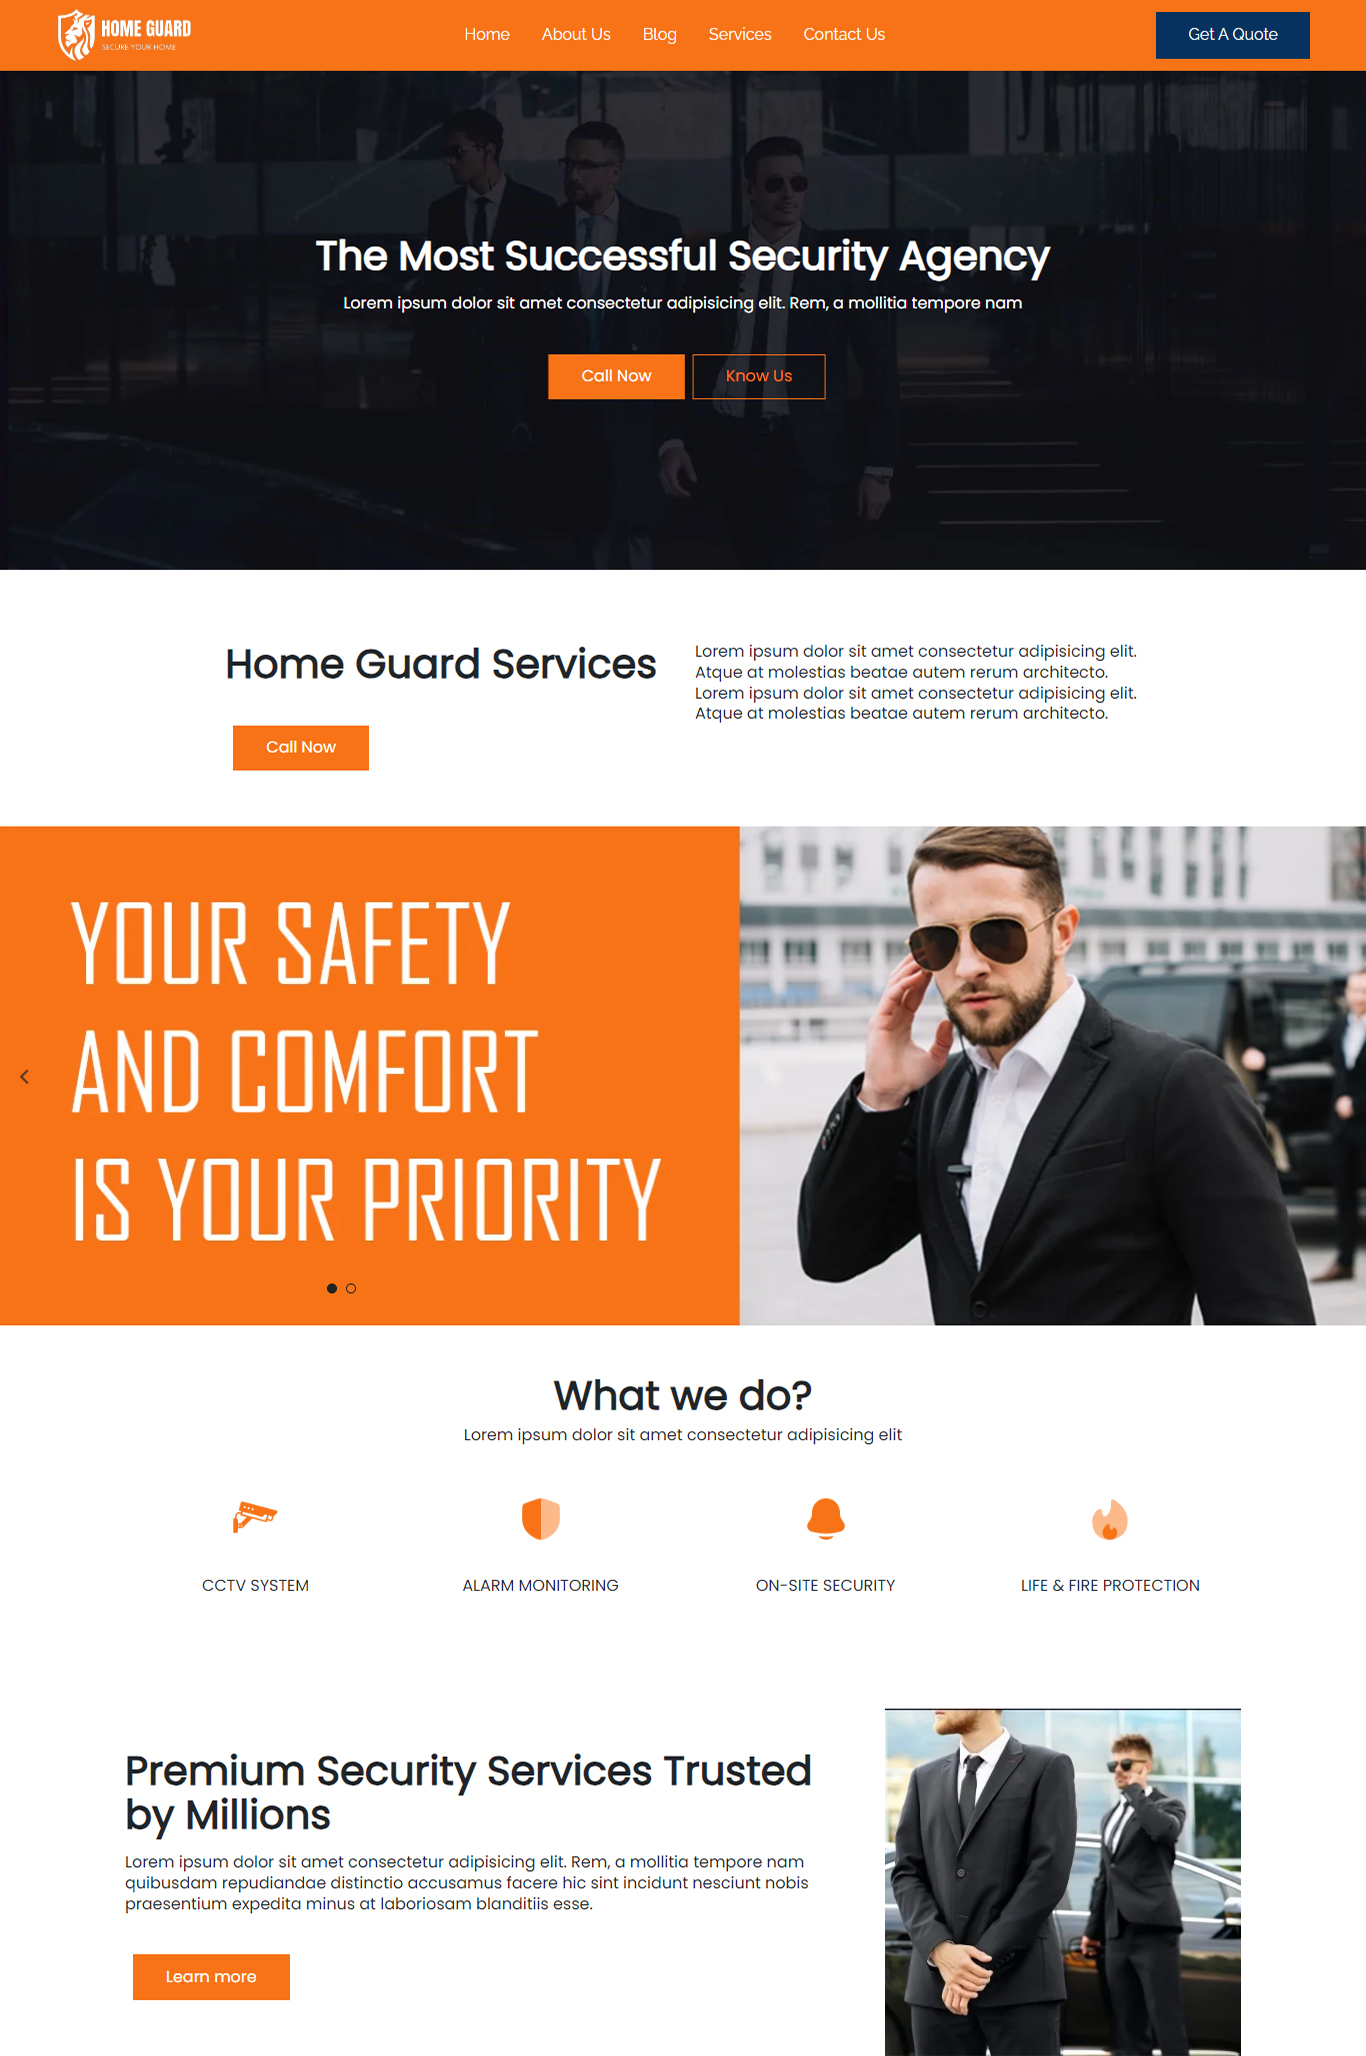 HOME GUARD
SECURE YOUR HOME
Home About Us Blog Services Contact Us
Get A Quote
The Most Successful Security Agency
Lorem ipsum dolor sit amet consectetur adipisicing elit. Rem, a mollitia tempore nam
Call Now
Know Us
Home Guard Services
Call Now
Lorem ipsum dolor sit amet consectetur adipisicing elit.
Atque at molestias beatae autem rerum architecto.
Lorem ipsum dolor sit amet consectetur adipisicing elit.
Atque at molestias beatae autem rerum architecto.
YOUR SAFETY
AND COMFORT
IS YOUR PRIORITY
What we do?
Lorem ipsum dolor sit amet consectetur adipisicing elit
CCTV SYSTEM
ALARM MONITORING
ON-SITE SECURITY
LIFE & FIRE PROTECTION
Premium Security Services Trusted
by Millions
Lorem ipsum dolor sit amet consectetur adipisicing elit. Rem, a mollitia tempore nam
quibusdam repudiandae distinctio accusamus facere hic sint incidunt nesciunt nobis
praesentium expedita minus at laboriosam blanditiis esse.
Learn more